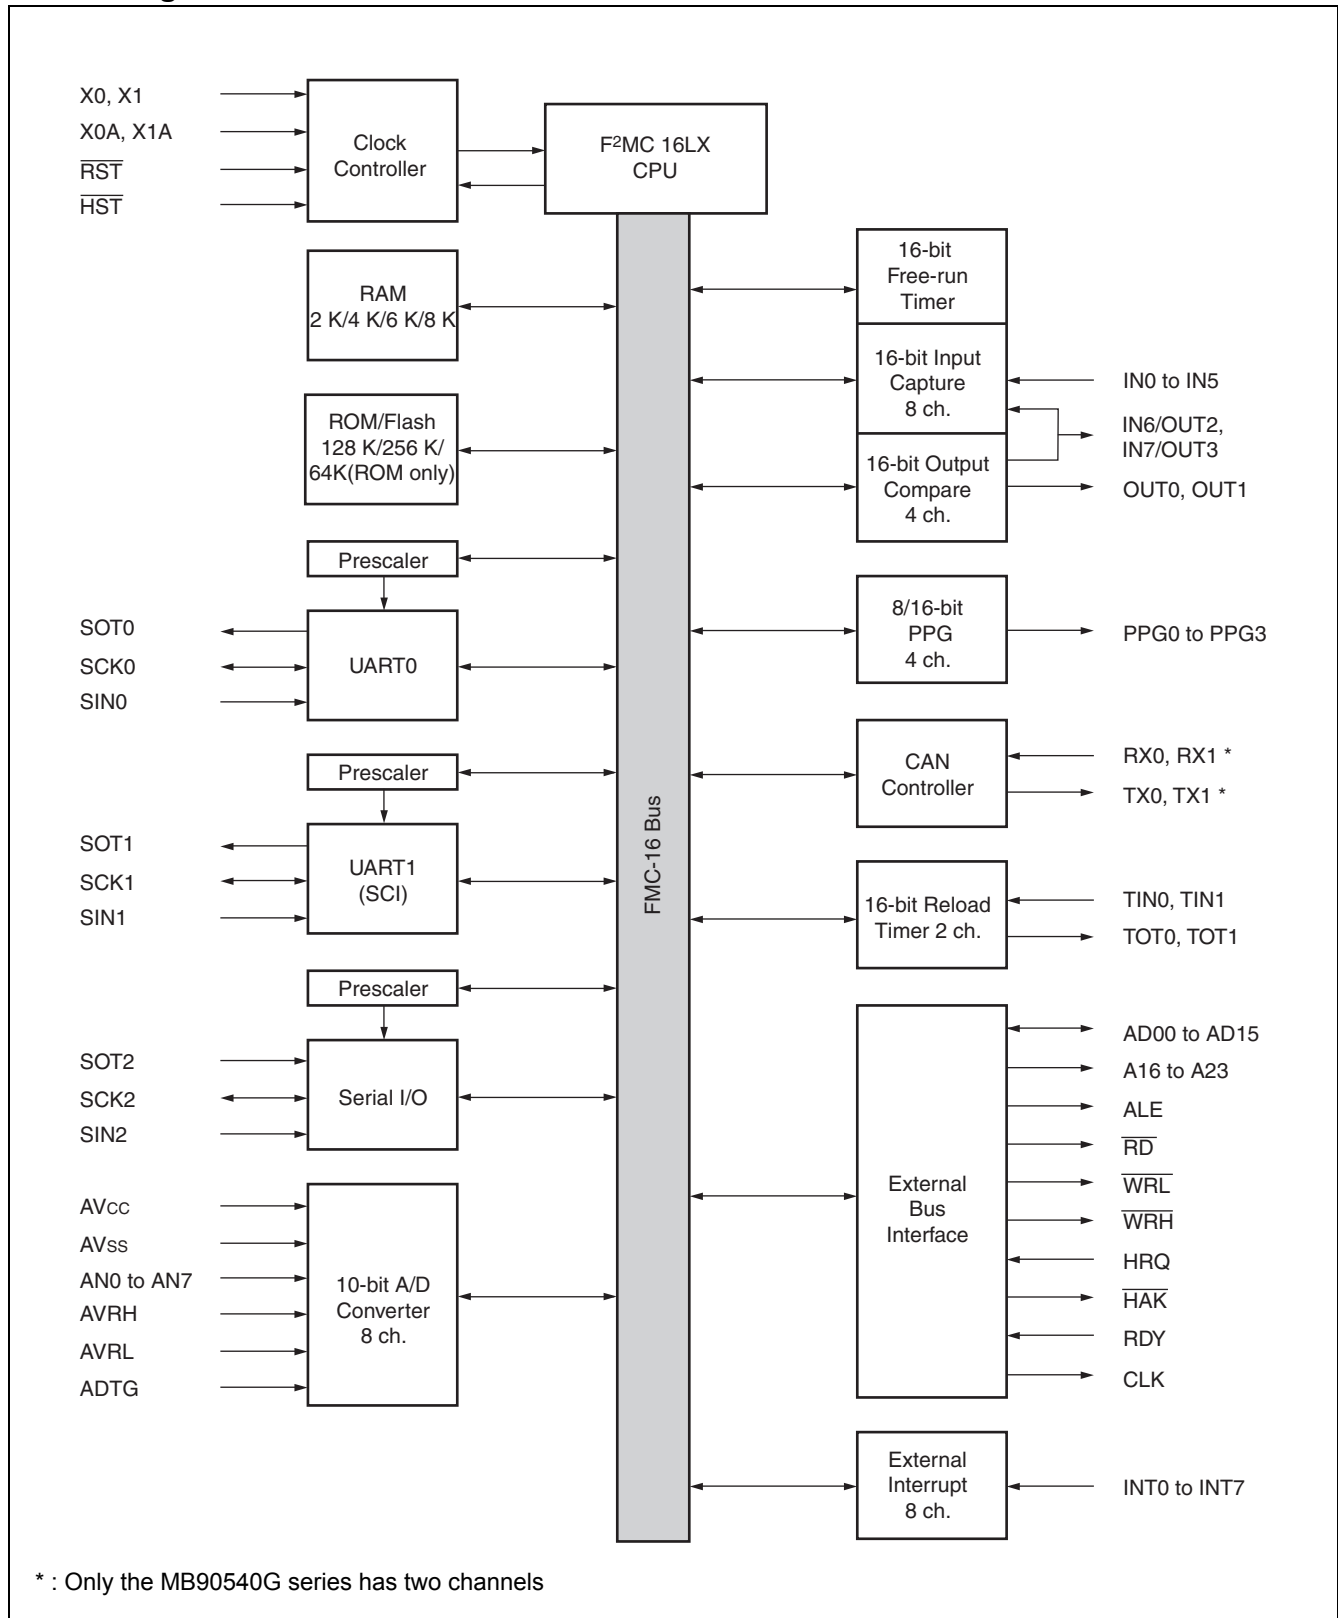 X0, X1
X0A, X1A
RST
HST
Clock
Controller
F2MC 16LX
CPU
RAM
2 K/4 K/6 K/8 K
ROM/Flash
128 K/256 K/
64K(ROM only)
Prescaler
SOT0
SCK0
SIN0
UART0
Prescaler
SOT1
SCK1
SIN1
UART1
(SCI)
Prescaler
SOT2
SCK2
SIN2
Serial I/O
AVCC
AVSS
AN0 to AN7
AVRH
AVRL
ADTG
10-bit A/D
Converter
8 ch.
FMC-16 Bus
16-bit
Free-run
Timer
16-bit Input
Capture
8 ch.
IN0 to IN5
IN6/OUT2,
IN7/OUT3
16-bit Output
Compare
4 ch.
OUT0, OUT1
8/16-bit
PPG
4 ch.
PPG0 to PPG3
CAN
Controller
RX0, RX1 *
TX0, TX1 *
16-bit Reload
Timer 2 ch.
TIN0, TIN1
TOT0, TOT1
External
Bus
Interface
AD00 to AD15
A16 to A23
ALE
RD
WRL
WRH
HRQ
HAK
RDY
CLK
External
Interrupt
8 ch.
INT0 to INT7
* : Only the MB90540G series has two channels